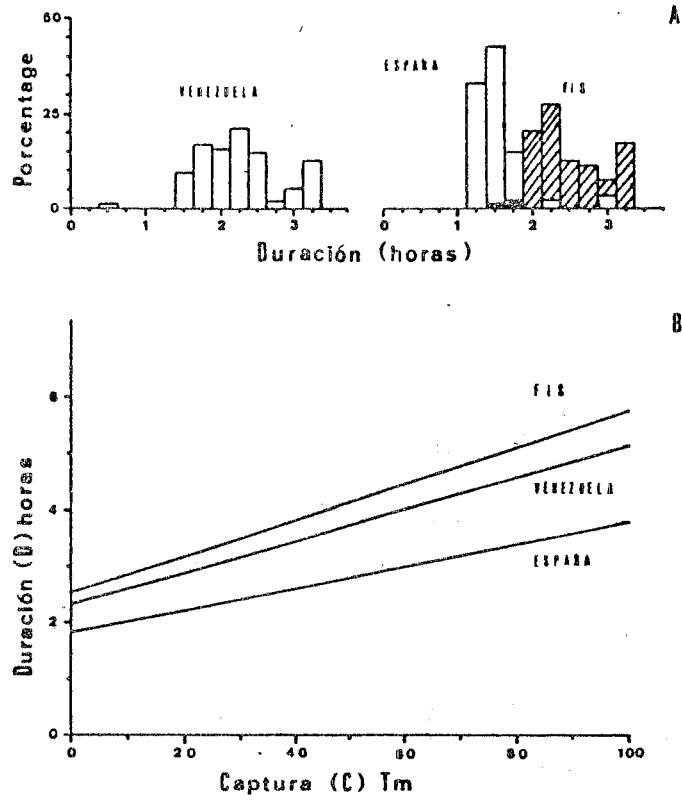 A
50
25
0
Porcentage
VENEZUELA
ESPAÑA
FIS
0 1 2 3
0 1 2 3
Duración (horas)
B
6
4
2
0
Duración (D) horas
FIS
VENEZUELA
ESPAÑA
0 20 40 60 80 100
Captura (C) Tm